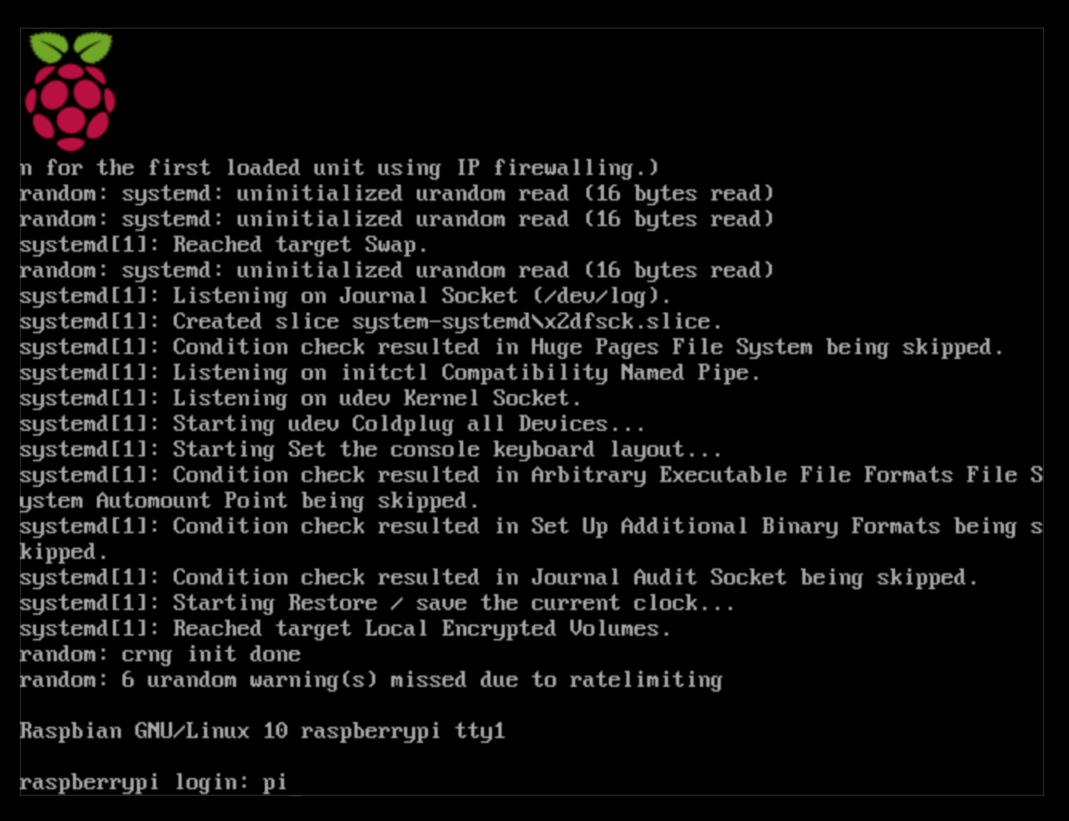 n for the first loaded unit using IP firewalling.)
random: systemd: uninitialized urandom read (16 bytes read)
random: systemd: uninitialized urandom read (16 bytes read)
systemd[1]: Reached target Swap.
random: systemd: uninitialized urandom read (16 bytes read)
systemd[1]: Listening on Journal Socket (/dev/log).
systemd[1]: Created slice system-systemd\x2dfsck.slice.
systemd[1]: Condition check resulted in Huge Pages File System being skipped.
systemd[1]: Listening on initctl Compatibility Named Pipe.
systemd[1]: Listening on udev Kernel Socket.
systemd[1]: Starting udev Coldplug all Devices...
systemd[1]: Starting Set the console keyboard layout...
systemd[1]: Condition check resulted in Arbitrary Executable File Formats File S
ystem Automount Point being skipped.
systemd[1]: Condition check resulted in Set Up Additional Binary Formats being s
kipped.
systemd[1]: Condition check resulted in Journal Audit Socket being skipped.
systemd[1]: Starting Restore / save the current clock...
systemd[1]: Reached target Local Encrypted Volumes.
random: crng init done
random: 6 urandom warning(s) missed due to ratelimiting
Raspbian GNU/Linux 10 raspberrypi tty1
raspberrypi login: pi_